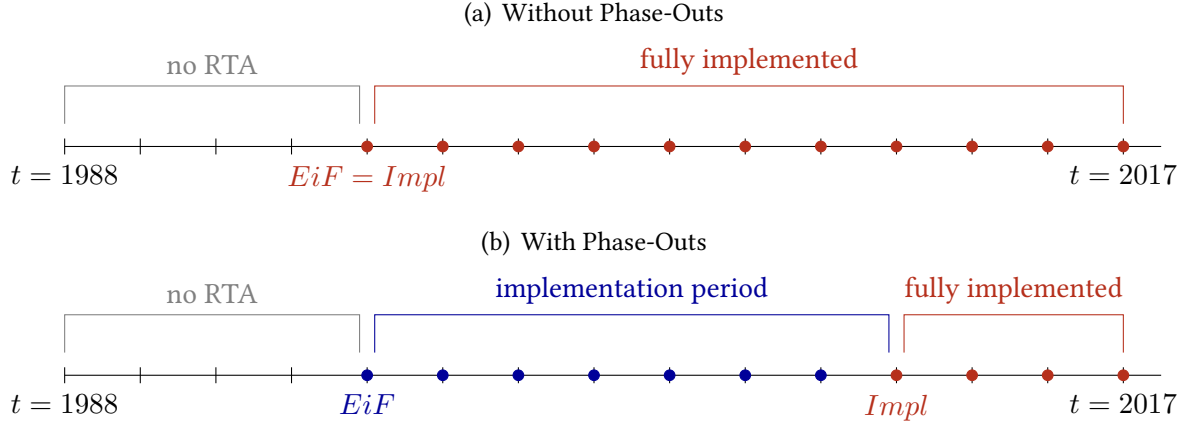 (a) Without Phase-Outs
no RTA
fully implemented
t = 1988
EiF = Impl
t = 2017
(b) With Phase-Outs
no RTA
implementation period
fully implemented
t = 1988
EiF
Impl
t = 2017